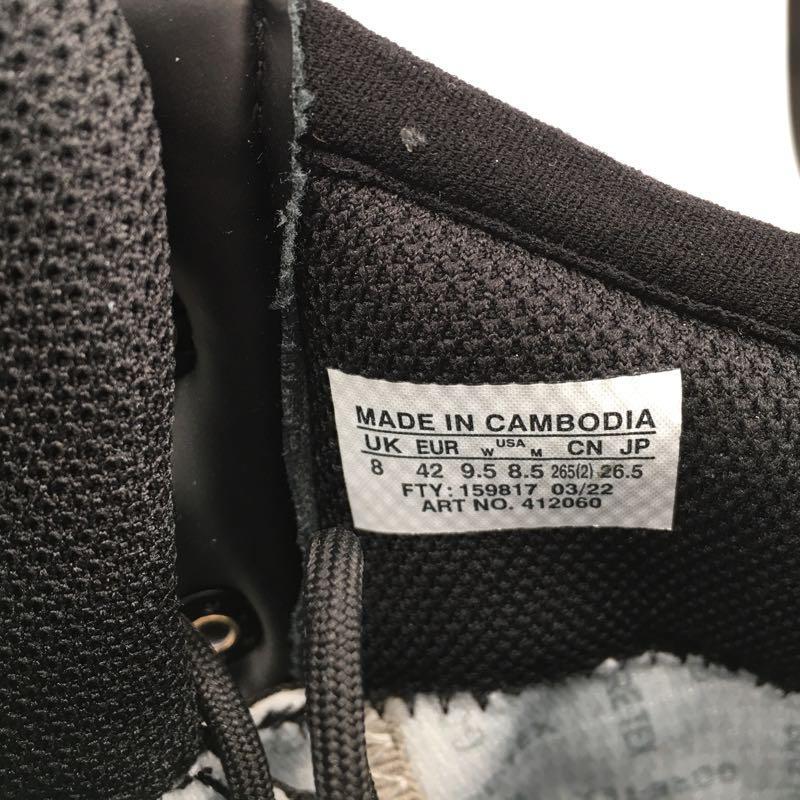 MADE IN CAMBODIA
UK EUR W USA M CN JP
8 42 9.5 8.5 265(2) 26.5
FTY: 159817 03/22
ART NO. 412060